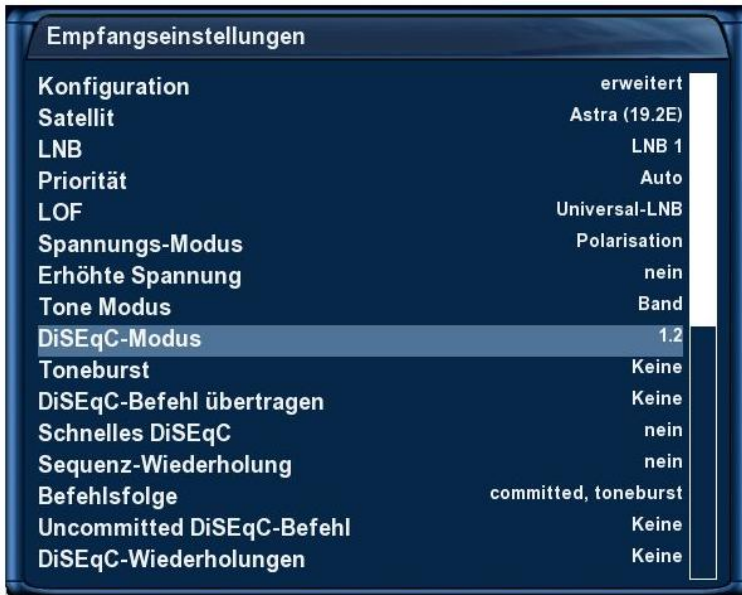 Empfangseinstellungen
Konfiguration erweitert
Satellit Astra (19.2E)
LNB LNB 1
Priorität Auto
LOF Universal-LNB
Spannungs-Modus Polarisation
Erhöhte Spannung nein
Tone Modus Band
DiSEqC-Modus 1.2
Toneburst Keine
DiSEqC-Befehl übertragen Keine
Schnelles DiSEqC nein
Sequenz-Wiederholung nein
Befehlsfolge committed, toneburst
Uncommitted DiSEqC-Befehl Keine
DiSEqC-Wiederholungen Keine